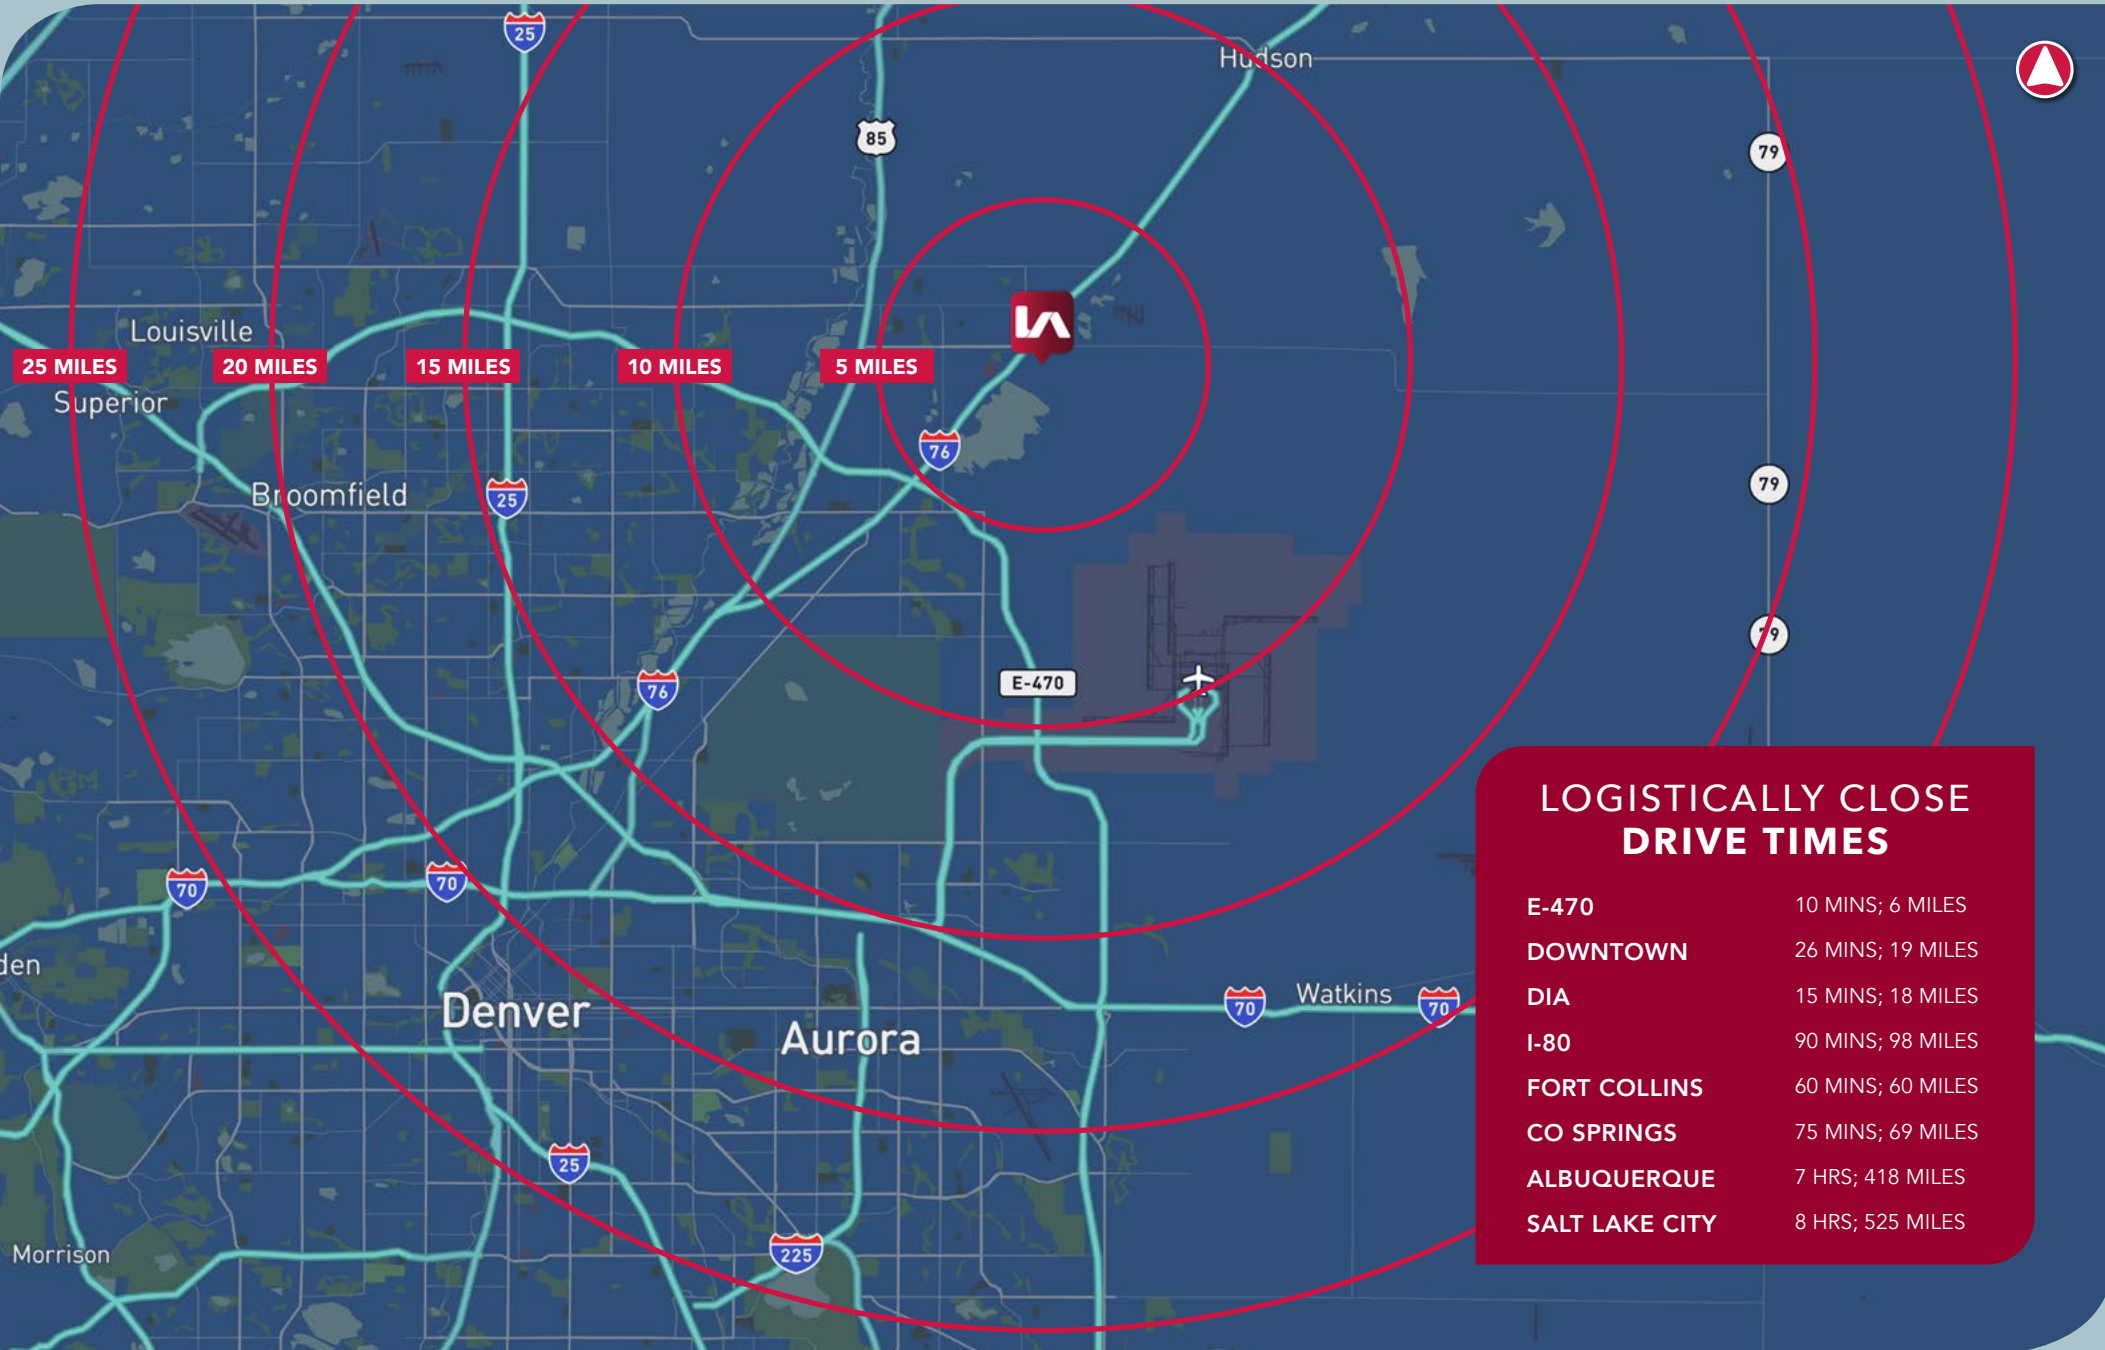 25
Hudson
85
79
Louisville
25 MILES
20 MILES
15 MILES
10 MILES
5 MILES
Superior
76
79
Broomfield
25
79
E-470
76
70
70
den
Denver
Aurora
70
Watkins
70
25
225
Morrison
LOGISTICALLY CLOSE
DRIVE TIMES
E-470 10 MINS; 6 MILES
DOWNTOWN 26 MINS; 19 MILES
DIA 15 MINS; 18 MILES
I-80 90 MINS; 98 MILES
FORT COLLINS 60 MINS; 60 MILES
CO SPRINGS 75 MINS; 69 MILES
ALBUQUERQUE 7 HRS; 418 MILES
SALT LAKE CITY 8 HRS; 525 MILES